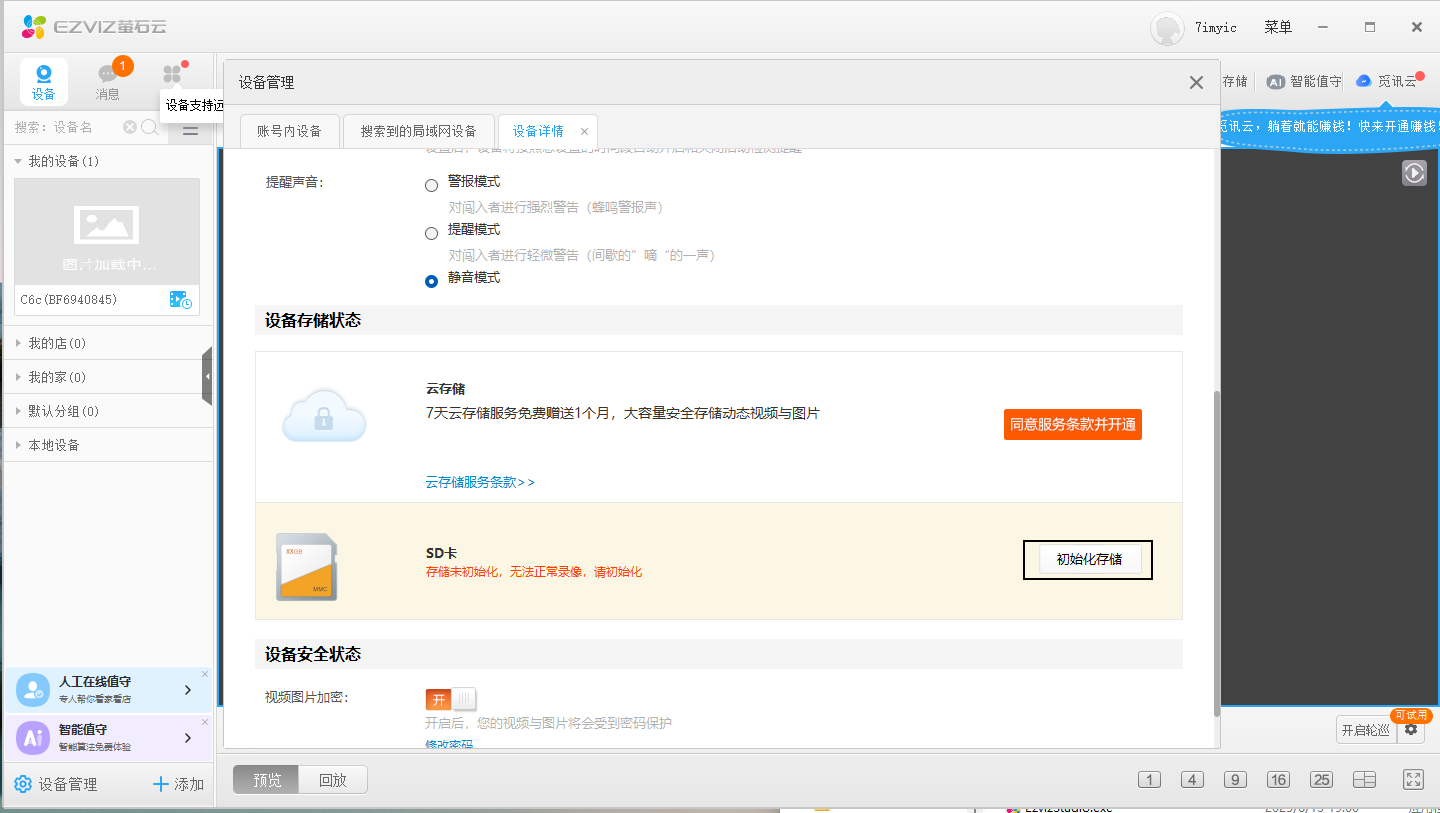 EZVIZ萤石云
7imyic
菜单
设备
消息
1
设备支持远
搜索: 设备名
我的设备(1)
图片加载中...
C6c(BF6940845)
我的店(0)
我的家(0)
默认分组(0)
本地设备
人工在线值守
专人帮你看家看店
Ai
智能值守
智能算法免费体验
设备管理
添加
设备管理
账号内设备
搜索到的局域网设备
设备详情
提醒声音:
警报模式
对闯入者进行强烈警告（蜂鸣警报声）
提醒模式
对闯入者进行轻微警告（间歇的”嘀“的一声）
静音模式
设备存储状态
云存储
7天云存储服务免费赠送1个月，大容量安全存储动态视频与图片
同意服务条款并开通
云存储服务条款>>
XXGB
MMC
SD卡
存储未初始化，无法正常录像，请初始化
初始化存储
设备安全状态
视频图片加密:
开
开启后，您的视频与图片将会受到密码保护
修改密码
存储
AI
智能值守
觅讯云
觅讯云，躺着就能赚钱！快来开通赚钱!
可试用
开启轮巡
预览
回放
1
4
9
16
25
EzvizStudio.exe